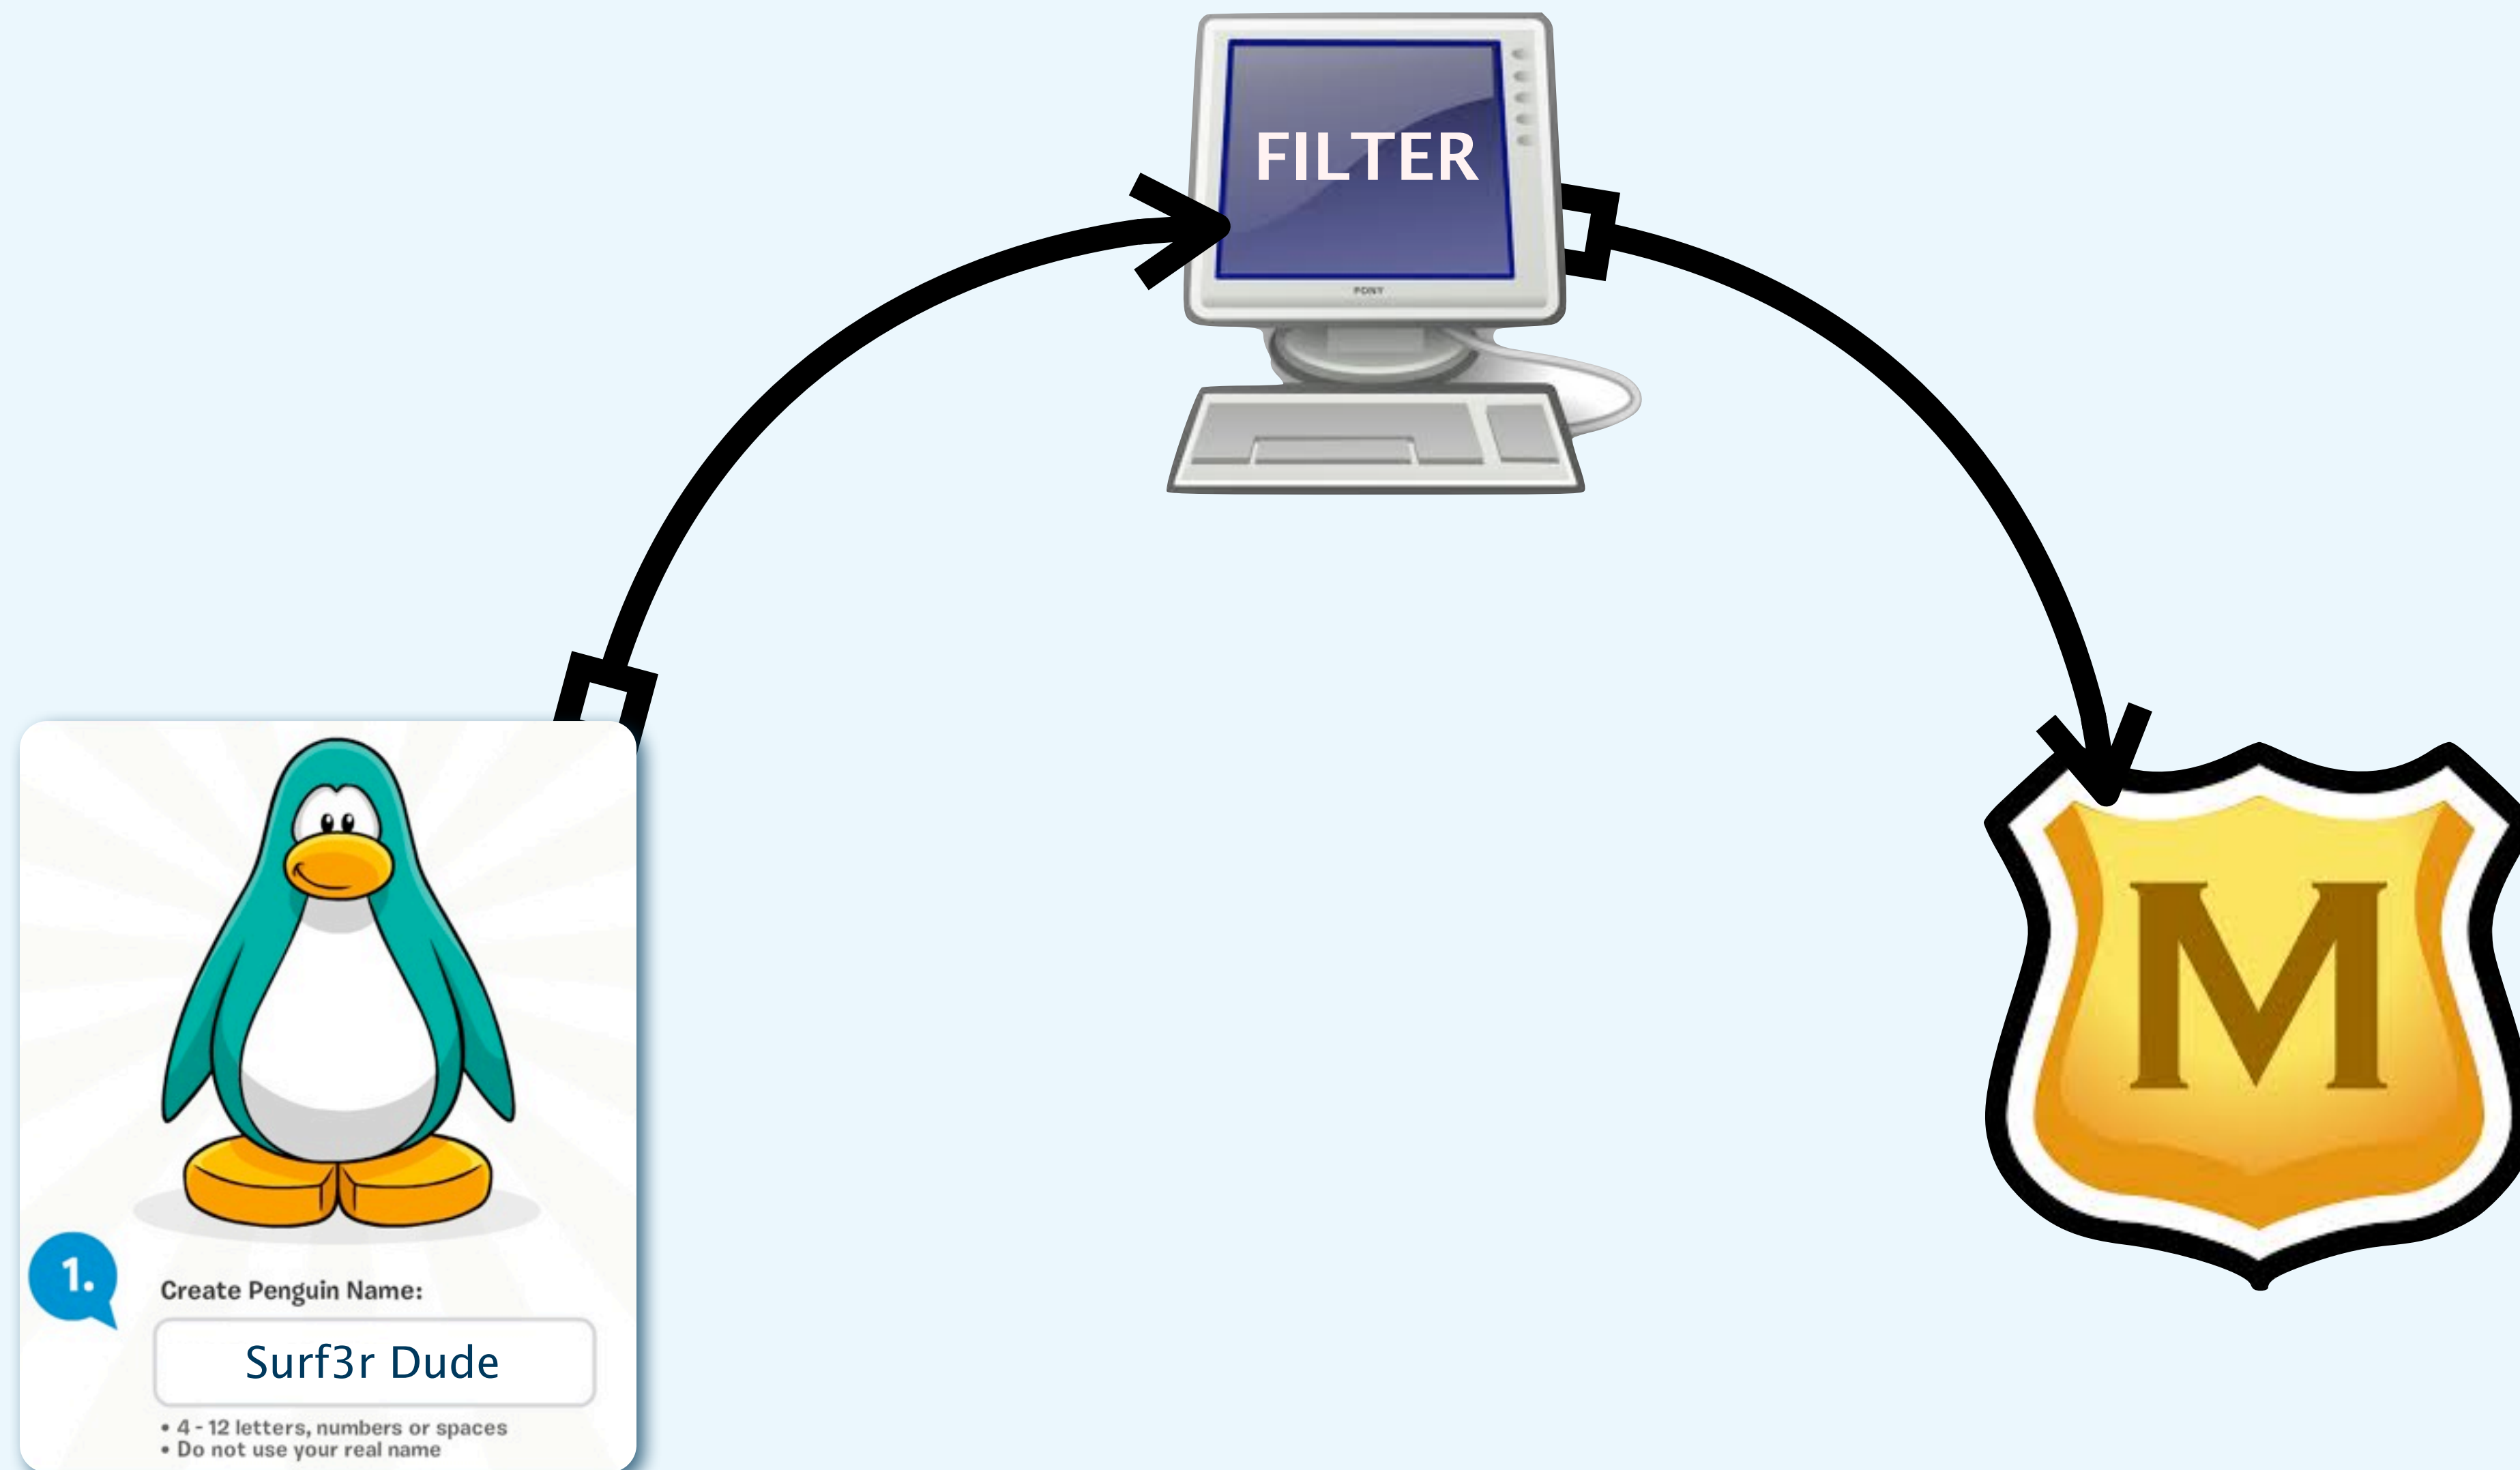 FILTER
PONY
M
1.
Create Penguin Name:
Surf3r Dude
• 4 - 12 letters, numbers or spaces
• Do not use your real name